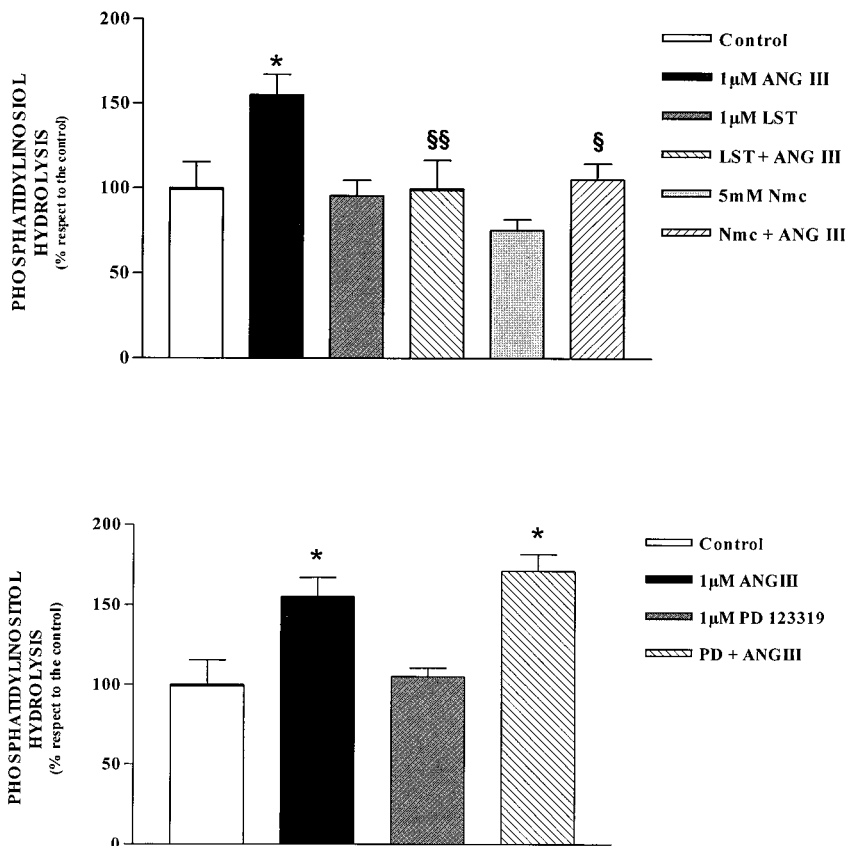 PHOSPHATIDYLINOSIOL
HYDROLYSIS
(% respect to the control)
200
150
100
50
0
*
§§
§
Control
1µM ANG III
1µM LST
LST + ANG III
5mM Nmc
Nmc + ANG III
PHOSPHATIDYLINOSITOL
HYDROLYSIS
(% respect to the control)
200
150
100
50
0
*
*
Control
1µM ANGIII
1µM PD 123319
PD + ANGIII